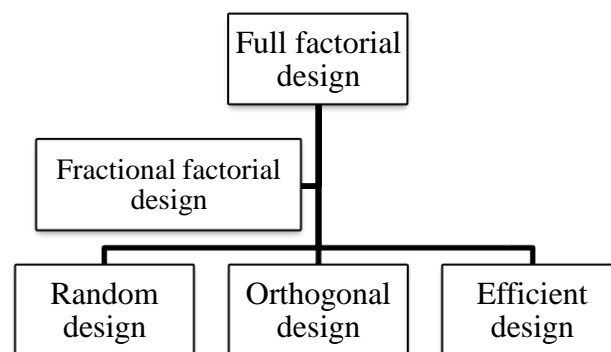 Full factorial
design
Fractional factorial
design
Random
design
Orthogonal
design
Efficient
design